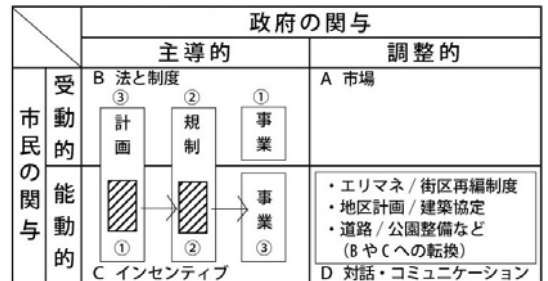 政府の関与
主導的
調整的
市民の関与
受動的
能動的
B 法と制度
③
②
①
計画
規制
事業
A 市場
①
②
事業
③
C インセンティブ
・エリマネ / 街区再編制度
・地区計画 / 建築協定
・道路 / 公園整備など
(BやCへの転換)
D 対話・コミュニケーション